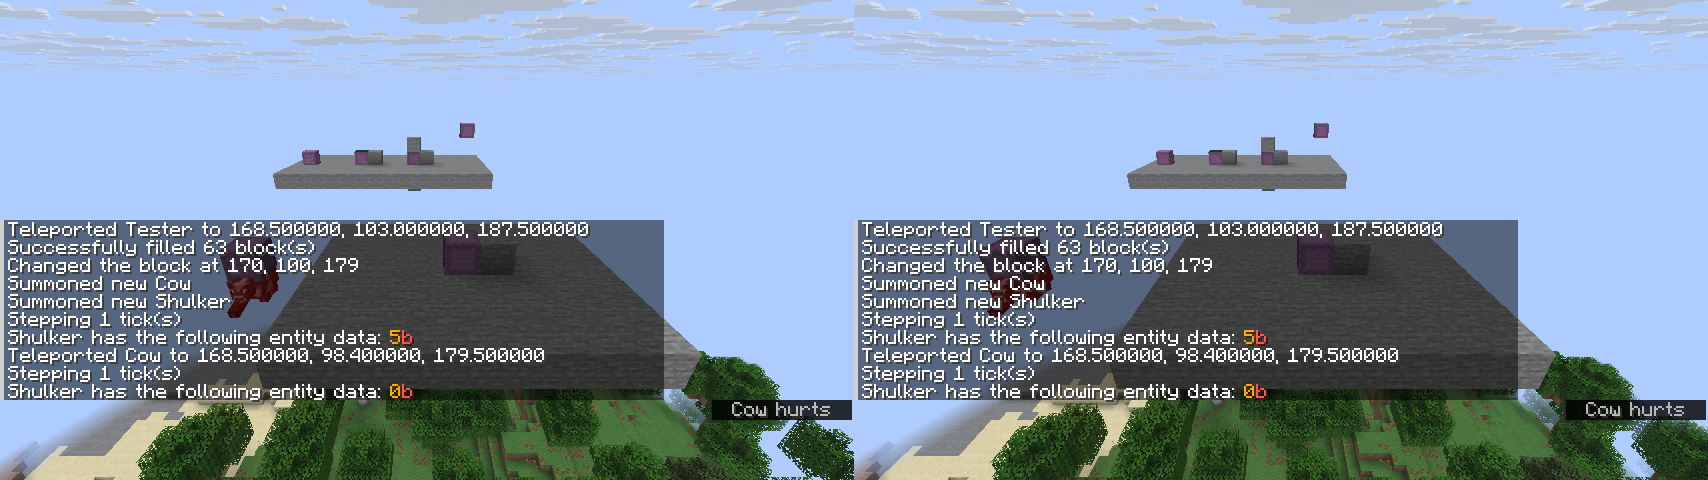 Teleported Tester to 168.500000, 103.000000, 187.500000
Successfully filled 63 block(s)
Changed the block at 170, 100, 179
Summoned new Cow
Summoned new Shulker
Stepping 1 tick(s)
Shulker has the following entity data: 5b
Teleported Cow to 168.500000, 98.400000, 179.500000
Stepping 1 tick(s)
Shulker has the following entity data: 0b
Cow hurts
Teleported Tester to 168.500000, 103.000000, 187.500000
Successfully filled 63 block(s)
Changed the block at 170, 100, 179
Summoned new Cow
Summoned new Shulker
Stepping 1 tick(s)
Shulker has the following entity data: 5b
Teleported Cow to 168.500000, 98.400000, 179.500000
Stepping 1 tick(s)
Shulker has the following entity data: 0b
Cow hurts